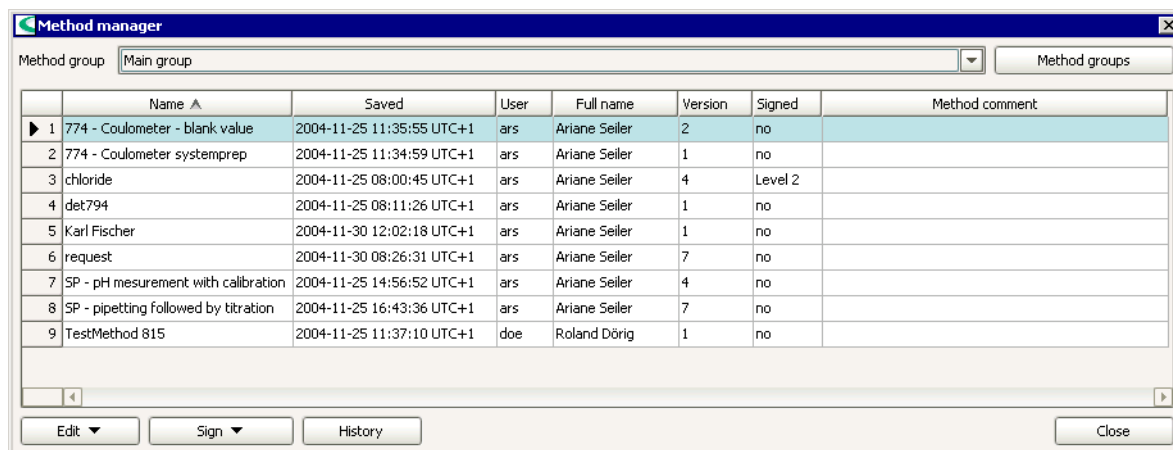 Method manager
Method group Main group Method groups
Name Saved User Full name Version Signed Method comment
1 774 - Coulometer - blank value 2004-11-25 11:35:55 UTC+1 ars Ariane Seiler 2 no
2 774 - Coulometer systemprep 2004-11-25 11:34:59 UTC+1 ars Ariane Seiler 1 no
3 chloride 2004-11-25 08:00:45 UTC+1 ars Ariane Seiler 4 Level 2
4 det794 2004-11-25 08:11:26 UTC+1 ars Ariane Seiler 1 no
5 Karl Fischer 2004-11-30 12:02:18 UTC+1 ars Ariane Seiler 1 no
6 request 2004-11-30 08:26:31 UTC+1 ars Ariane Seiler 7 no
7 SP - pH mesurement with calibration 2004-11-25 14:56:52 UTC+1 ars Ariane Seiler 4 no
8 SP - pipetting followed by titration 2004-11-25 16:43:36 UTC+1 ars Ariane Seiler 7 no
9 TestMethod 815 2004-11-25 11:37:10 UTC+1 doe Roland Dörig 1 no
Edit Sign History Close